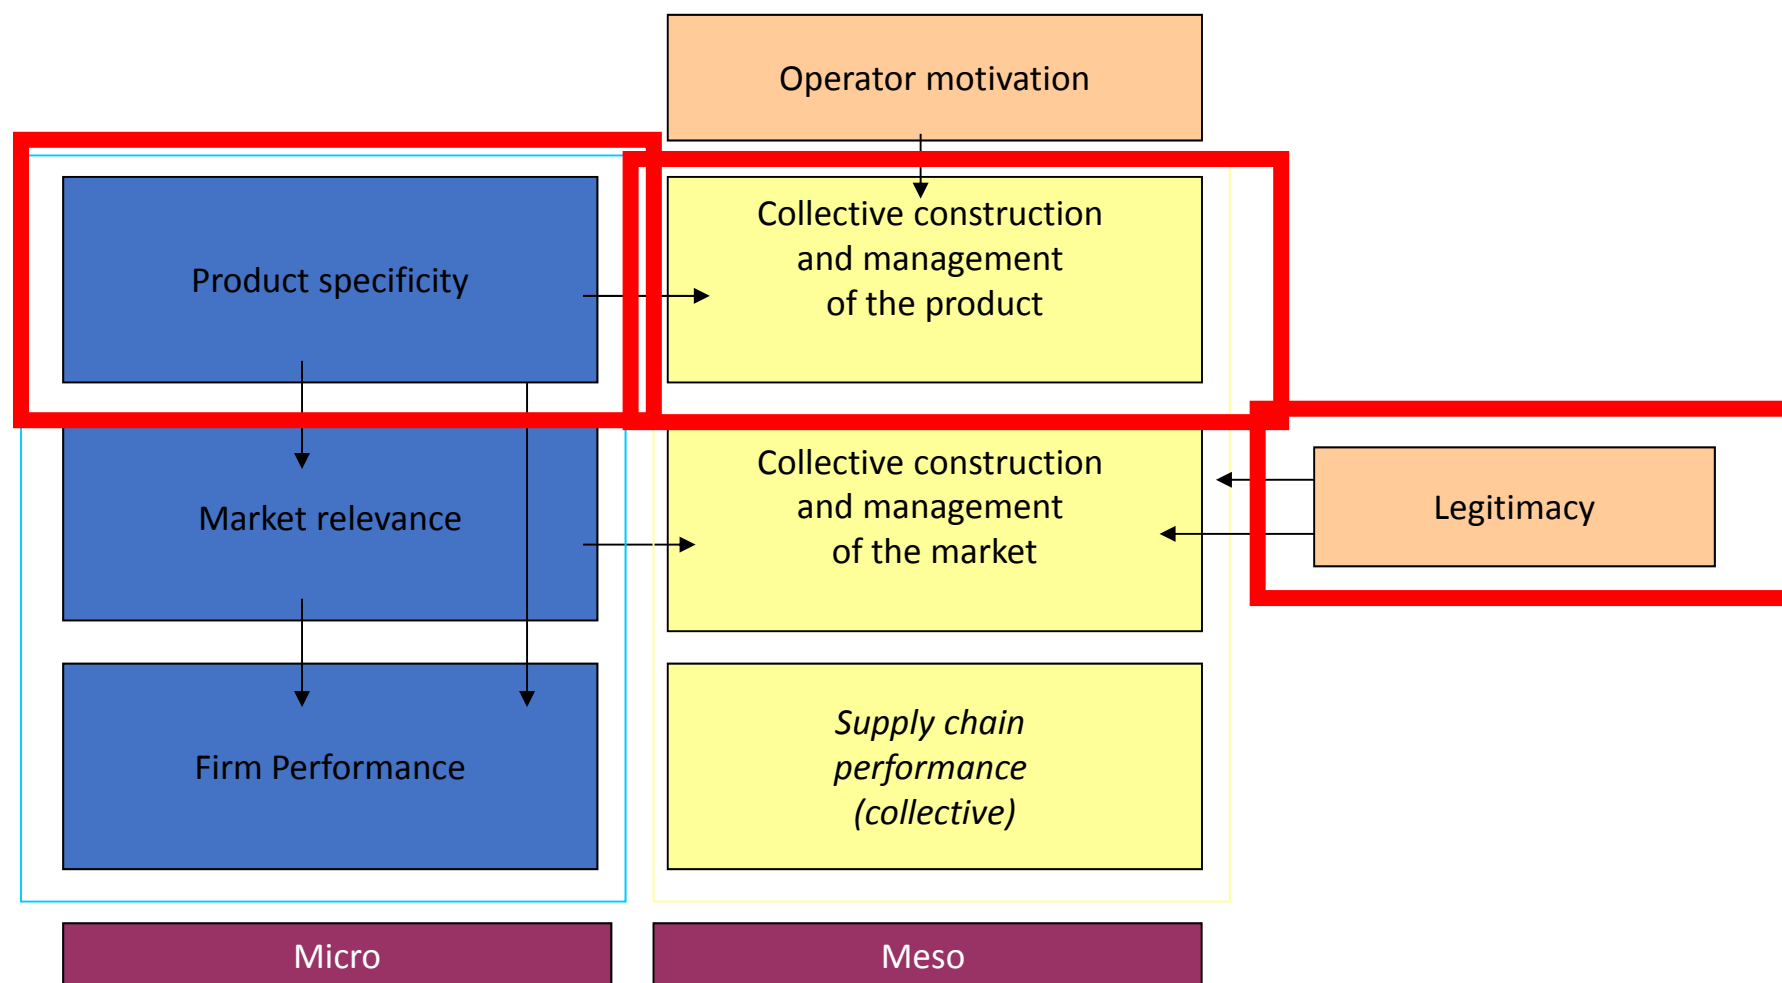 Operator motivation
Product specificity
Collective construction
and management
of the product
Market relevance
Collective construction
and management
of the market
Legitimacy
Firm Performance
Supply chain
performance
(collective)
Micro
Meso